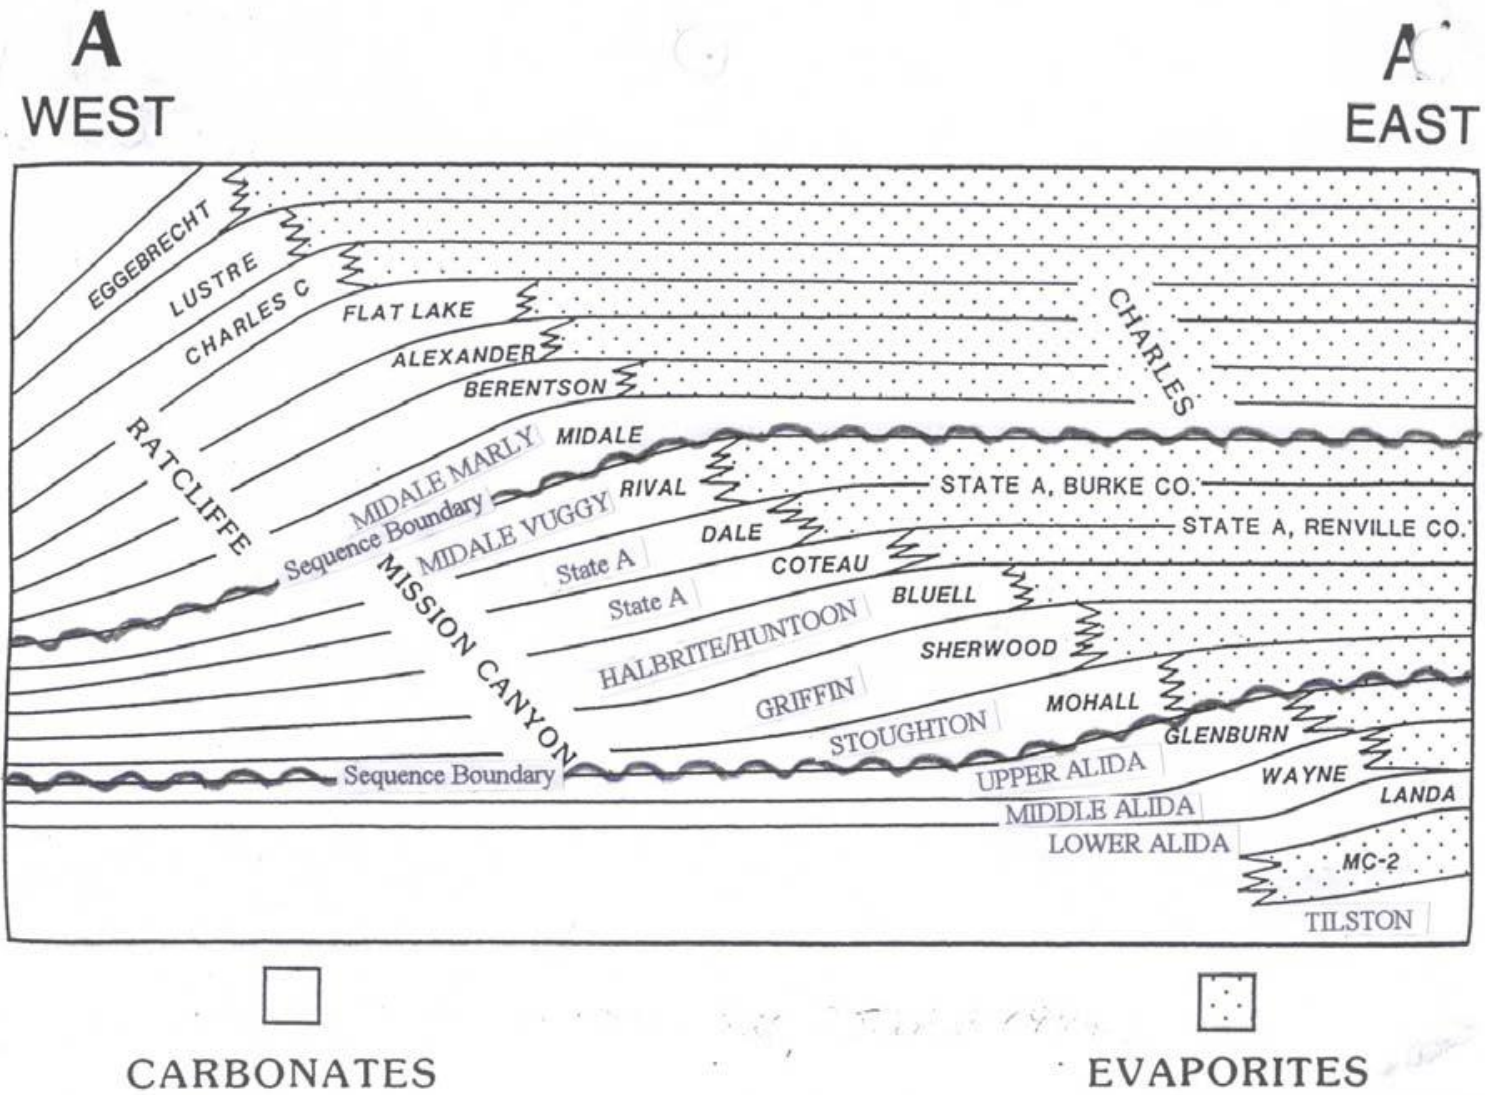 A
WEST
A'
EAST
EGGEBRECHT
LUSTRE
CHARLES C
FLAT LAKE
ALEXANDER
BERENTSON
CHARLES
RATCLIFFE
MIDALE MARLY
MIDALE
Sequence Boundary
MIDALE VUGGY
RIVAL
STATE A, BURKE CO.
STATE A, RENVILLE CO.
DALE
State A
COTEAU
State A
BLUELL
MISSION CANYON
HALBRITE/HUNTOON
SHERWOOD
GRIFFIN
MOHALL
STOUGHTON
GLENBURN
Sequence Boundary
UPPER ALIDA
WAYNE
MIDDLE ALIDA
LANDA
LOWER ALIDA
MC-2
TILSTON
CARBONATES
EVAPORITES